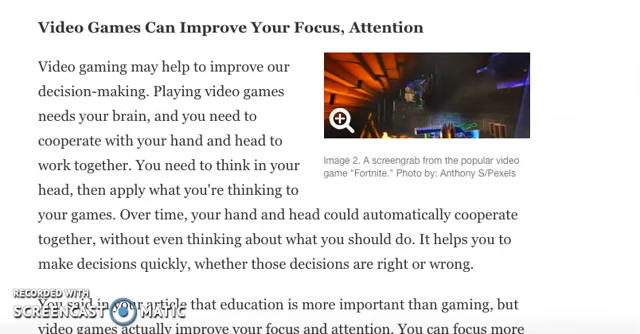 Video Games Can Improve Your Focus, Attention
Video gaming may help to improve our
decision-making. Playing video games
needs your brain, and you need to
cooperate with your hand and head to
work together. You need to think in your
head, then apply what you're thinking to
your games. Over time, your hand and head could automatically cooperate
together, without even thinking about what you should do. It helps you to
make decisions quickly, whether those decisions are right or wrong.
Image 2. A screengrab from the popular video
game "Fortnite." Photo by: Anthony S/Pexels
You said in your article that education is more important than gaming, but
video games actually improve your focus and attention. You can focus more
RECORDED WITH
SCREENCAST MATIC